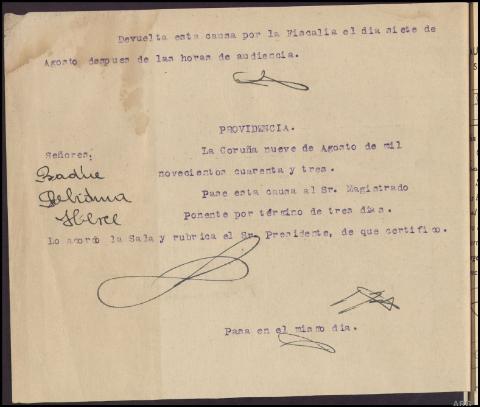 Devuelta esta causa por la Fiscalia el dia siete de
Agosto despues de las horas de audiencia.
PROVIDENCIA.
Señores;
La Coruña nueve de Agosto de mil
novecientos cuarenta y tres.
Pase esta causa al Sr. Magistrado
Ponente por término de tres dias.
Lo acordo la Sala y rubrica el Sr. Presidente, de que certifico.
Pasa en el mismo dia.